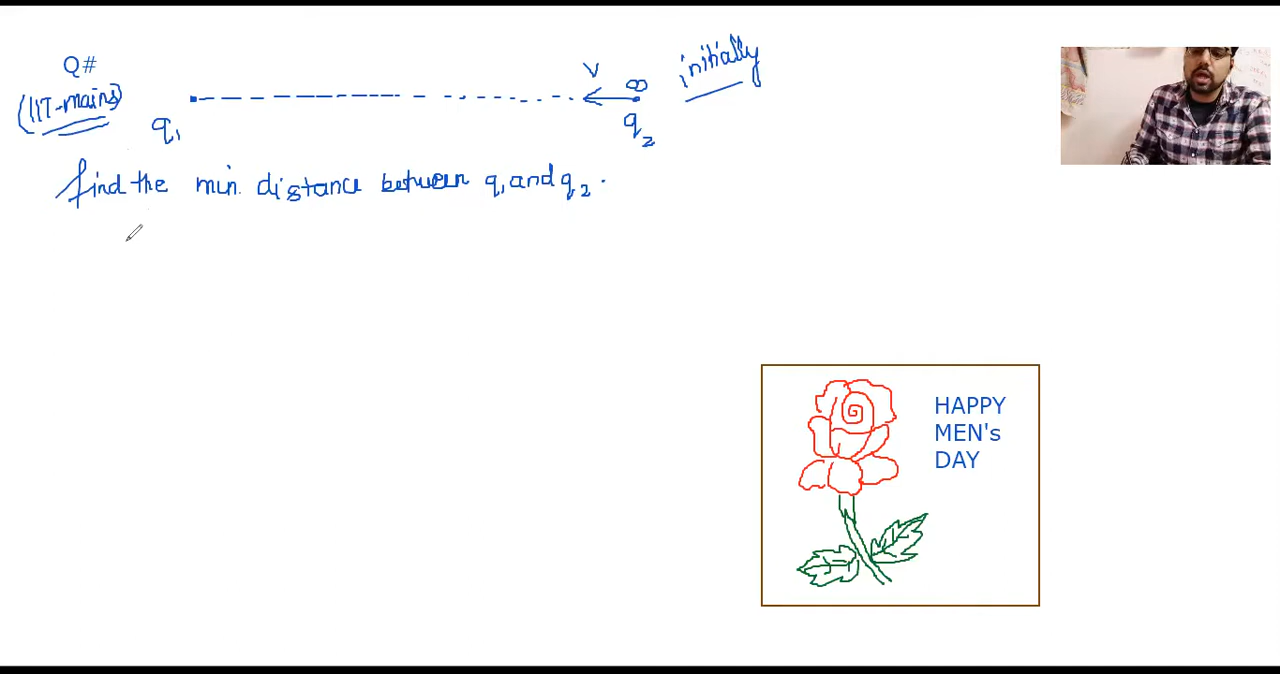 Q#
(IIT-mains)
V
∞
initially
q1
q2
find the min. distance between q1 and q2.
HAPPY
MEN's
DAY